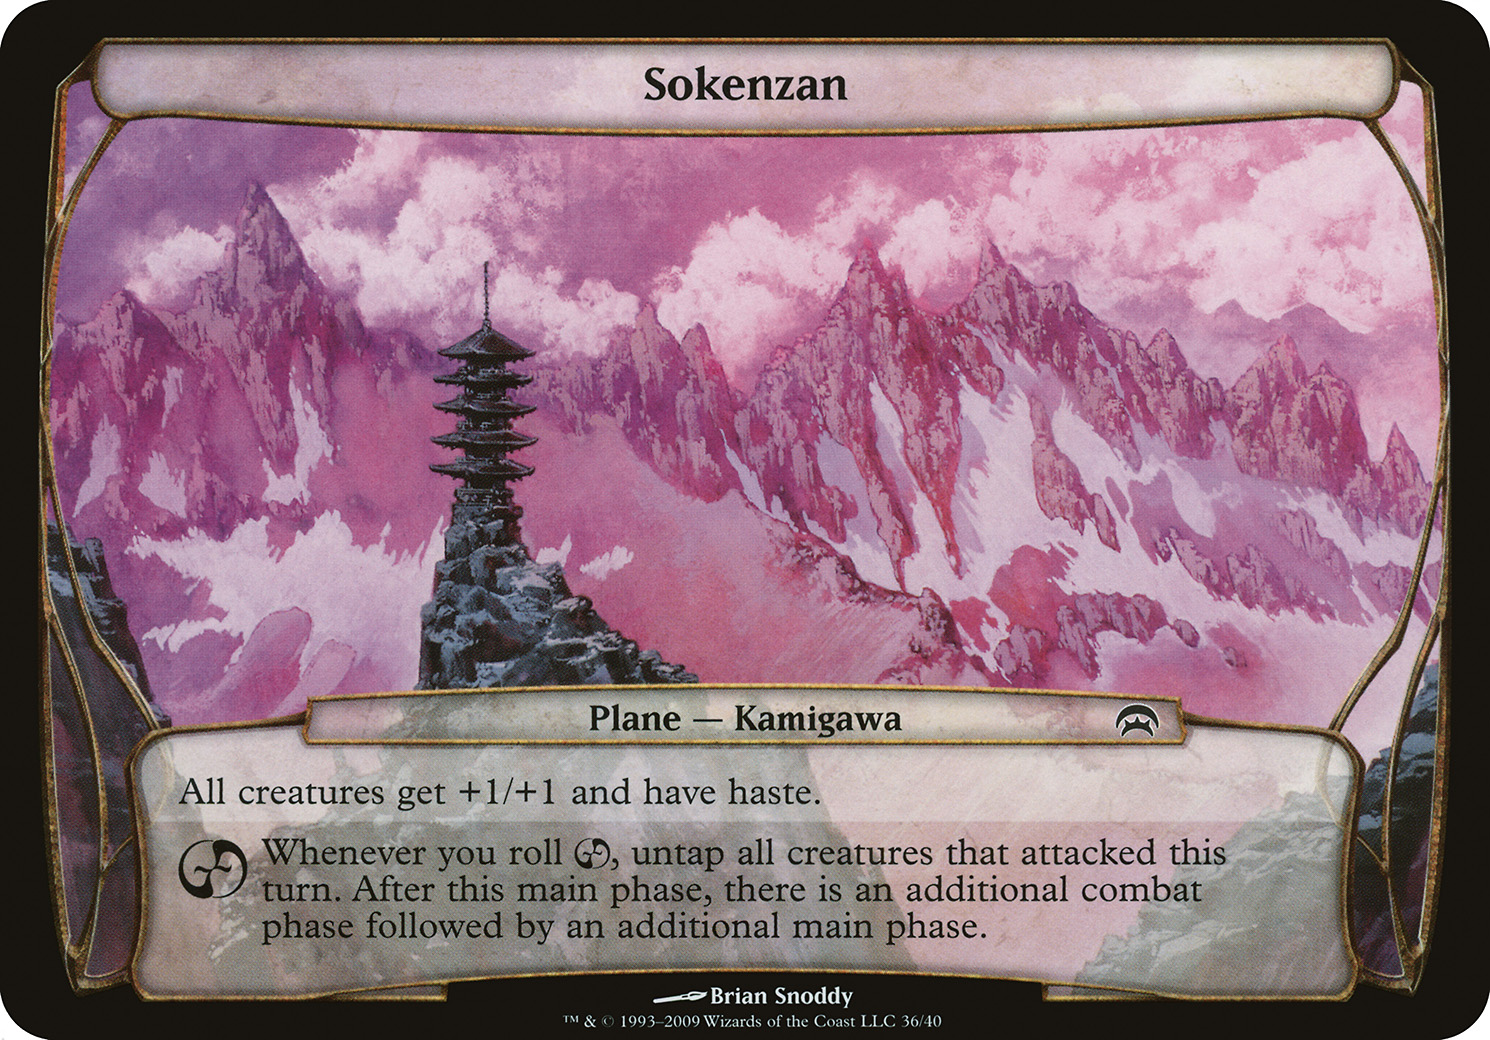 Sokenzan
Plane — Kamigawa
All creatures get +1/+1 and have haste.
Whenever you roll , untap all creatures that attacked this
turn. After this main phase, there is an additional combat
phase followed by an additional main phase.
Brian Snoddy
™ & © 1993–2009 Wizards of the Coast LLC 36/40